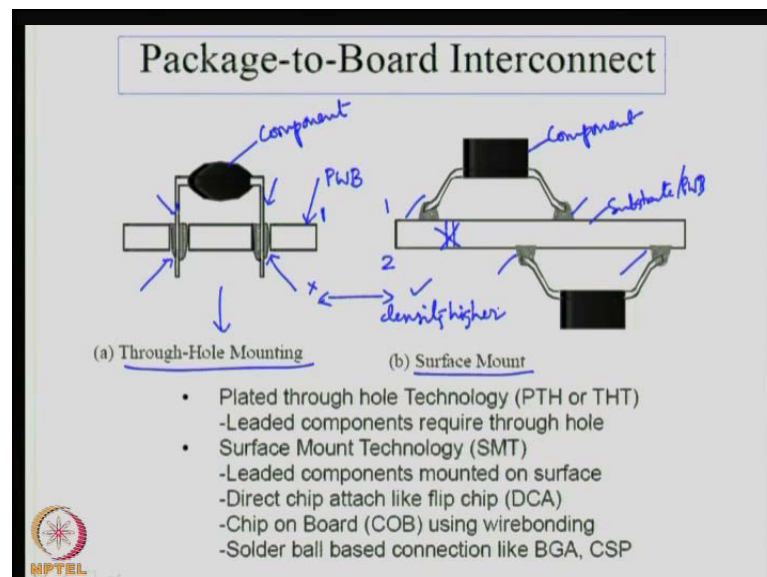 Package-to-Board Interconnect
Component
PWB
1
x
(a) Through-Hole Mounting
Component
Substrate/PWB
1
2
density-higher
(b) Surface Mount
• Plated through hole Technology (PTH or THT)
-Leaded components require through hole
• Surface Mount Technology (SMT)
-Leaded components mounted on surface
-Direct chip attach like flip chip (DCA)
-Chip on Board (COB) using wirebonding
-Solder ball based connection like BGA, CSP
NPTEL